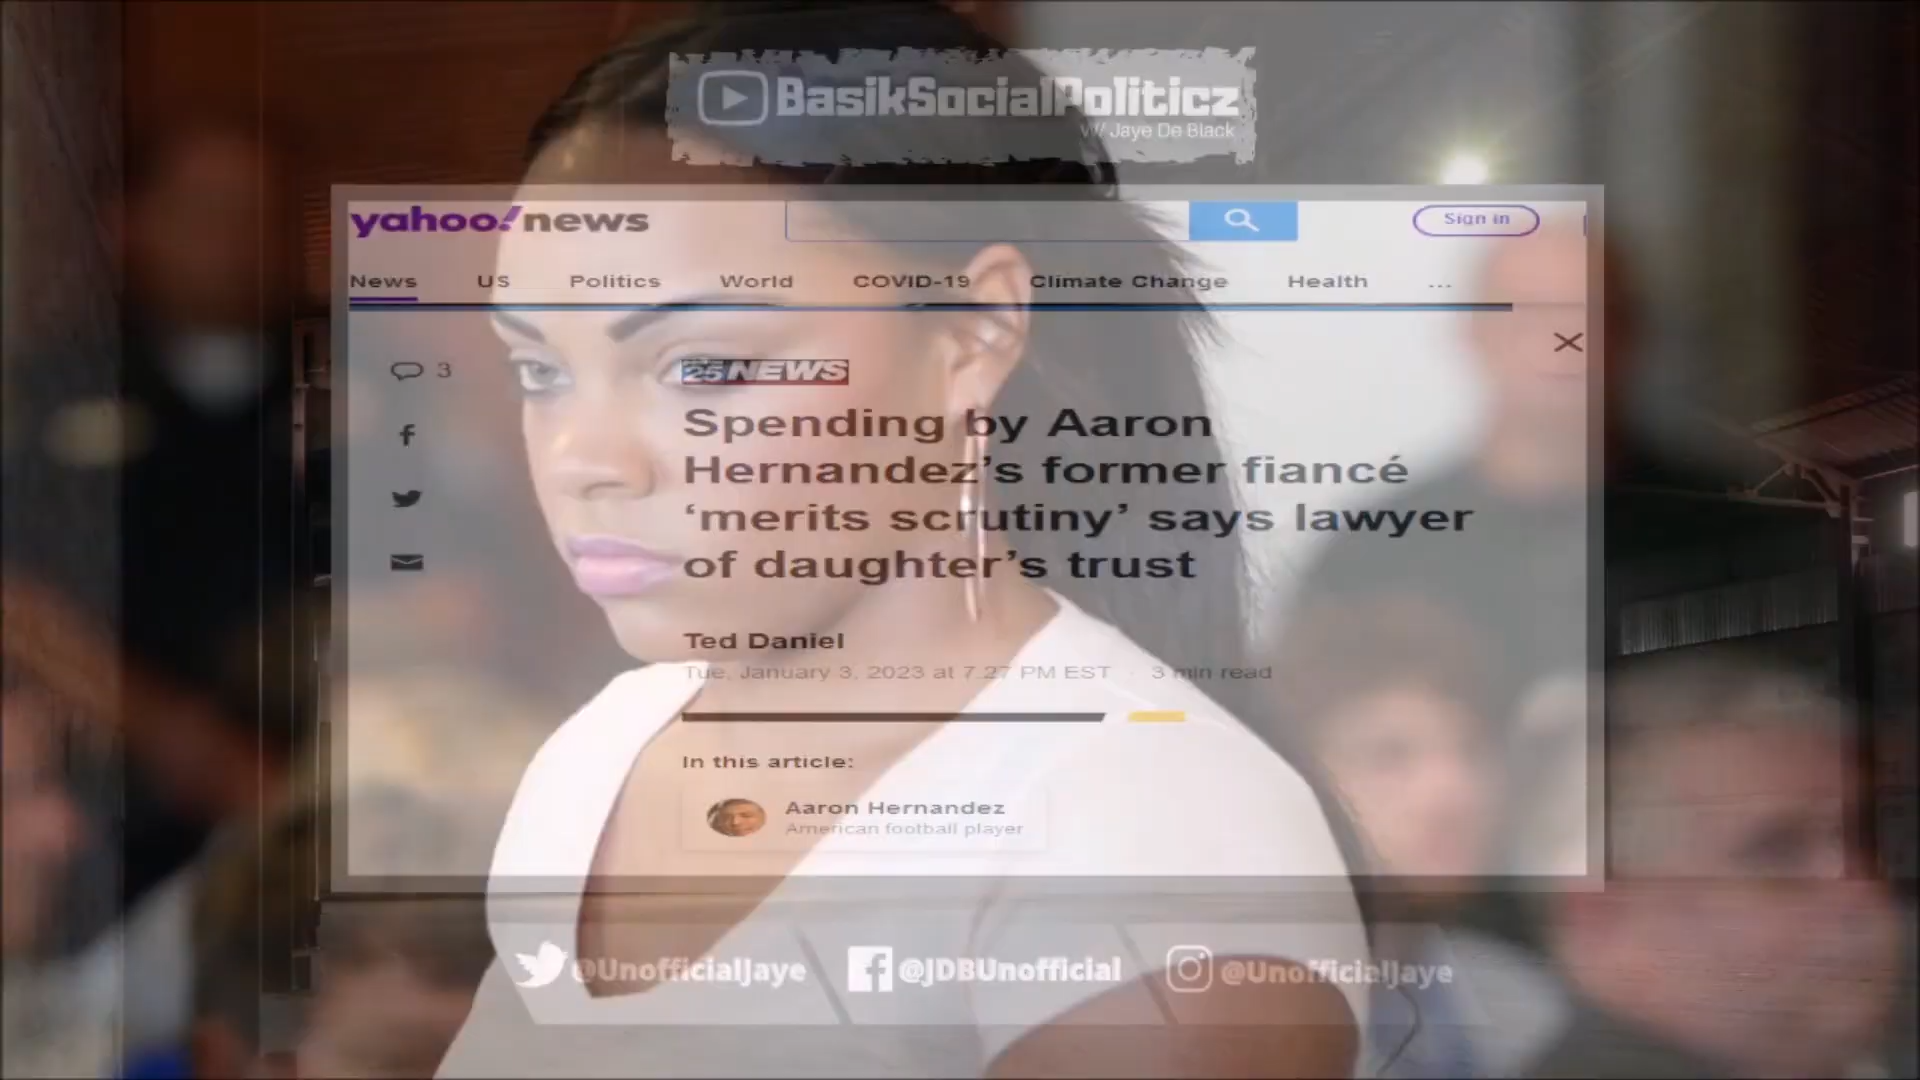 BasikSocialPoliticz
W/ Jaye De Black
yahoo!news
Sign in
News US Politics World COVID-19 Climate Change Health ...
3
25 NEWS
Spending by Aaron
Hernandez’s former fiancé
‘merits scrutiny’ says lawyer
of daughter’s trust
Ted Daniel
Tue, January 3, 2023 at 7:27 PM EST · 3 min read
In this article:
Aaron Hernandez
American football player
@UnofficialJaye @JDBUnofficial @UnofficialJaye